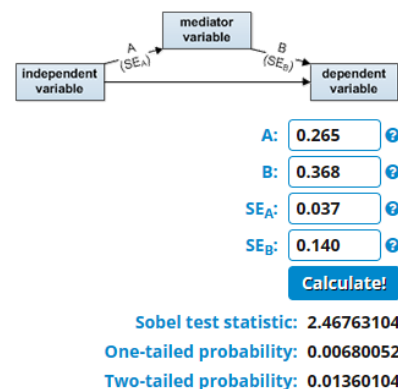 mediator
variable
A
(SEA)
B
(SEB)
independent
variable
dependent
variable
A: 0.265 ?
B: 0.368 ?
SEA: 0.037 ?
SEB: 0.140 ?
Calculate!
Sobel test statistic: 2.46763104
One-tailed probability: 0.00680052
Two-tailed probability: 0.01360104